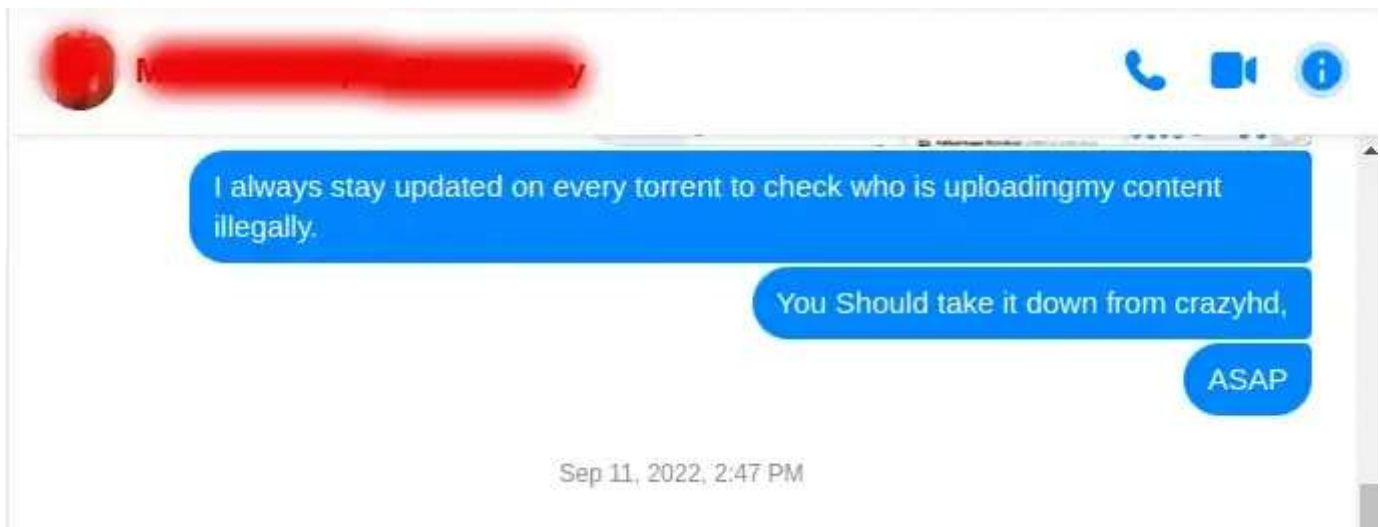 I always stay updated on every torrent to check who is uploadingmy content
illegally.
You Should take it down from crazyhd,
ASAP
Sep 11, 2022, 2:47 PM